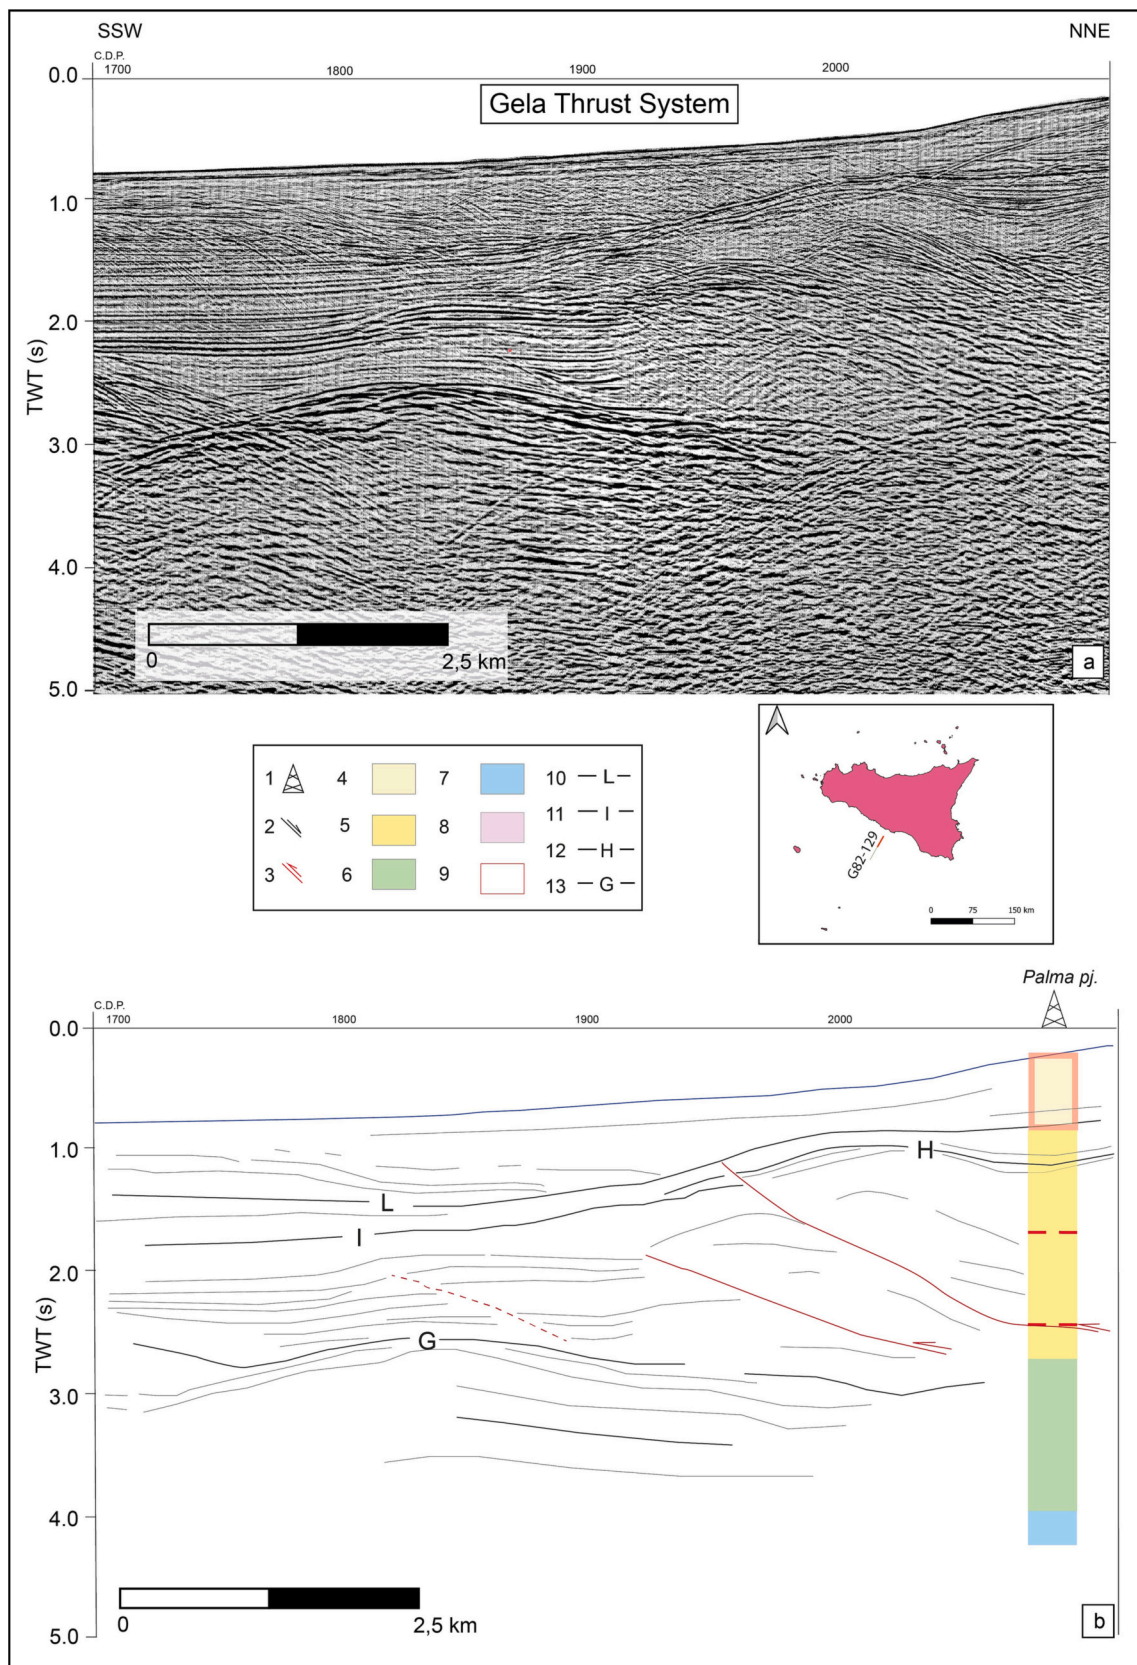 SSW NNE
C.D.P.
1700 1800 1900 2000
0.0
Gela Thrust System
1.0
2.0
TWT (s)
3.0
4.0
0 2,5 km
a
5.0
1 4 7 10 L
11 I
2 5 8
12 H
3 6 9 13 G
G82-129
0 75 150 km
Palma pj.
C.D.P.
1700 1800 1900 2000
0.0
1.0
H
L
I
2.0
TWT (s)
G
3.0
4.0
0 2,5 km
b
5.0